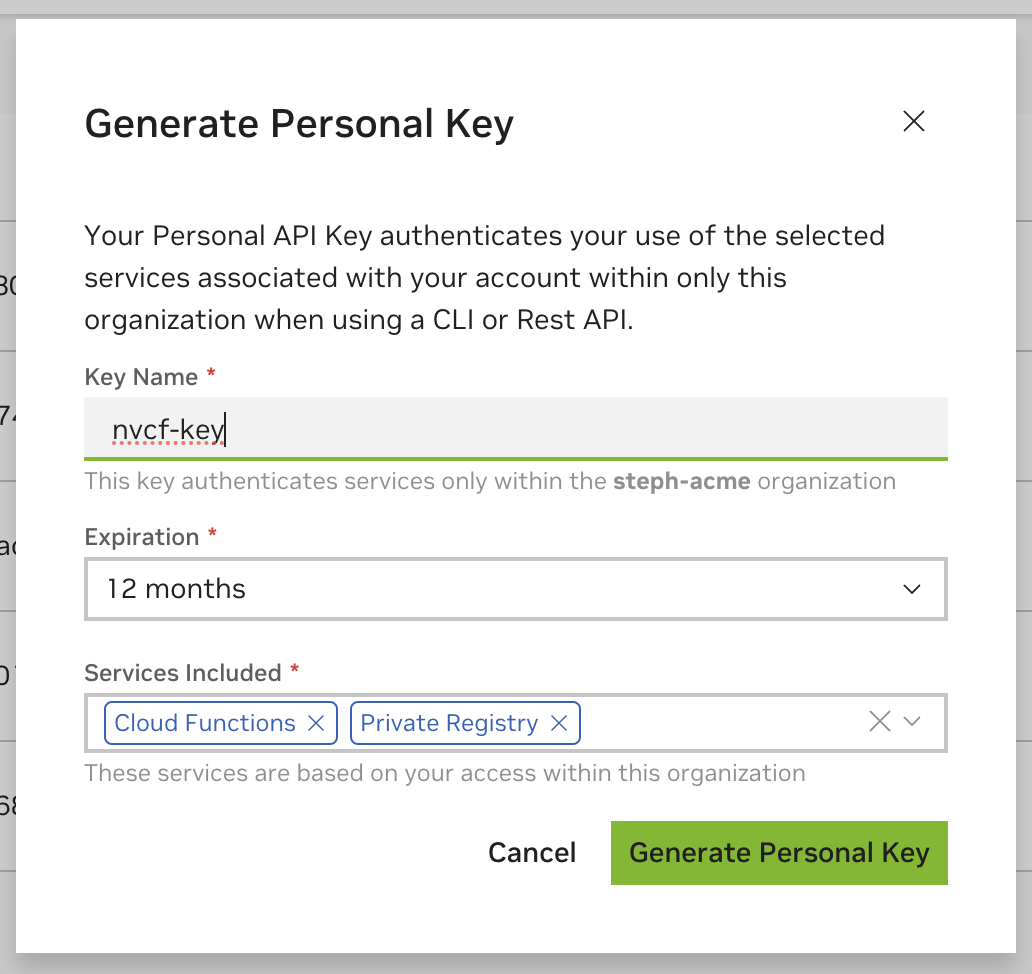 Generate Personal Key
Your Personal API Key authenticates your use of the selected
services associated with your account within only this
organization when using a CLI or Rest API.
Key Name *
nvcf-key
This key authenticates services only within the steph-acme organization
Expiration *
12 months
Services Included *
Cloud Functions Private Registry
These services are based on your access within this organization
Cancel Generate Personal Key